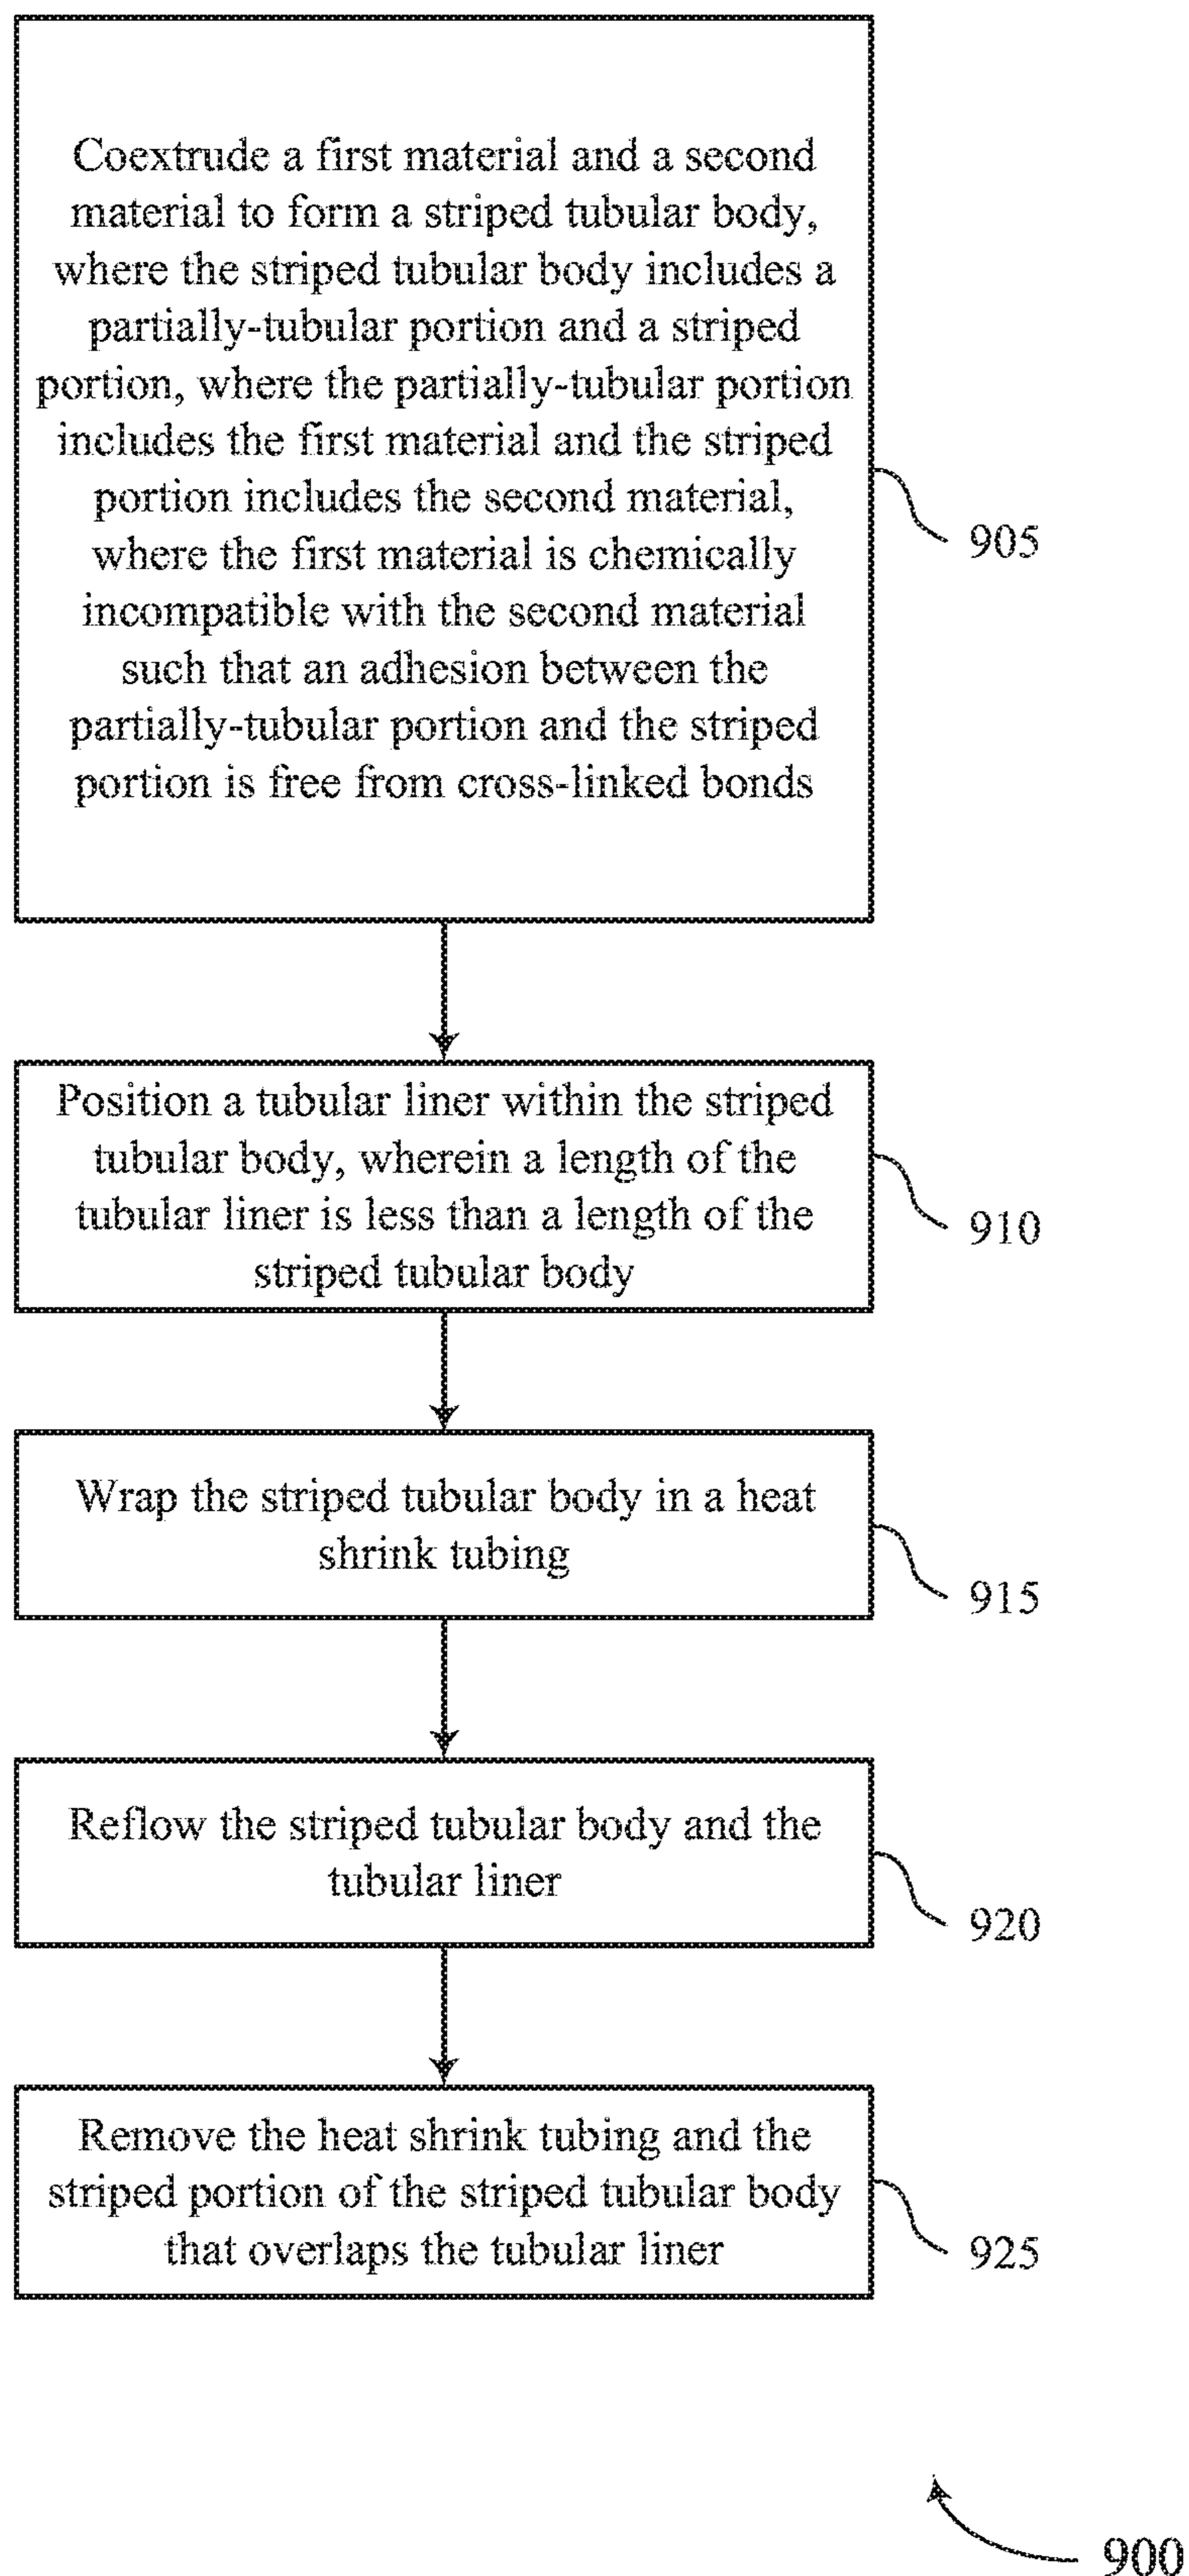 Coextrude a first material and a second
material to form a striped tubular body,
where the striped tubular body includes a
partially-tubular portion and a striped
portion, where the partially-tubular portion
includes the first material and the striped
portion includes the second material,
where the first material is chemically
incompatible with the second material
such that an adhesion between the
partially-tubular portion and the striped
portion is free from cross-linked bonds
905
Position a tubular liner within the striped
tubular body, wherein a length of the
tubular liner is less than a length of the
striped tubular body
910
Wrap the striped tubular body in a heat
shrink tubing
915
Reflow the striped tubular body and the
tubular liner
920
Remove the heat shrink tubing and the
striped portion of the striped tubular body
that overlaps the tubular liner
925
900